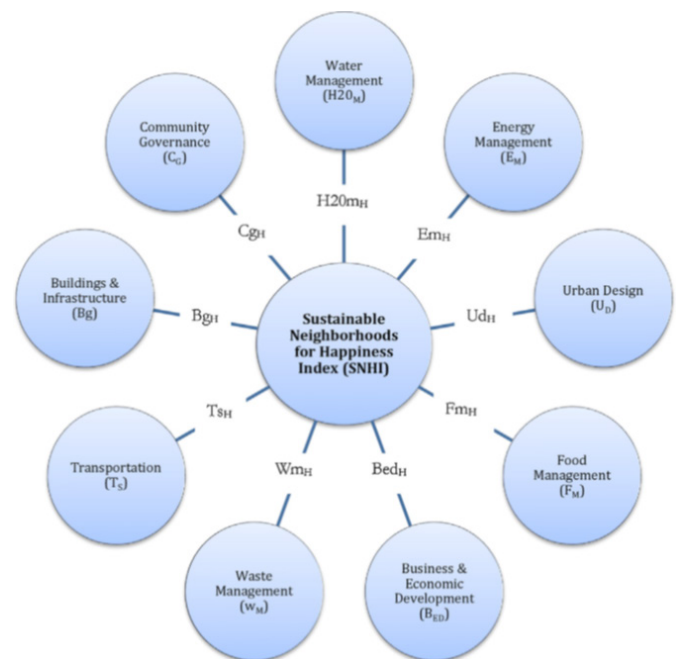 Water
Management
(H20M)
Community
Governance
(CG)
Energy
Management
(EM)
H20mH
CgH
EmH
Buildings &
Infrastructure
(Bg)
Urban Design
(UD)
BgH
Sustainable
Neighborhoods
for Happiness
Index (SNHI)
UdH
TsH
FmH
Transportation
(TS)
WmH
BedH
Food
Management
(FM)
Waste
Management
(wM)
Business &
Economic
Development
(BED)